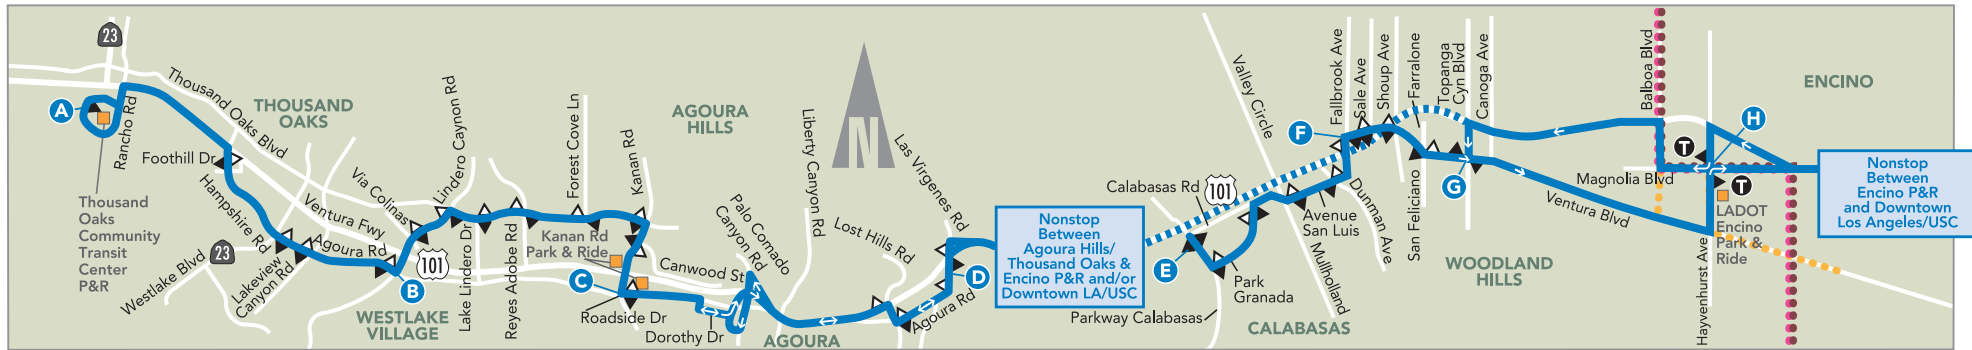 23
A
Rancho Rd
Thousand Oaks Blvd
THOUSAND
OAKS
Foothill Dr
Hampshire Rd
Thousand
Oaks
Community
Transit
Center
P&R
Westlake Blvd
23
Lakeview
Canyon Rd
Ventura Fwy
Agoura Rd
Via Colinas
Lindero Caynon Rd
101
B
WESTLAKE
VILLAGE
Lake Lindero Dr
Reyes Adobe Rd
Forest Cove Ln
Kanan Rd
Kanan Rd
Park & Ride
AGOURA
HILLS
C
Roadside Dr
Canwood St
Dorothy Dr
Palo Comado
Canyon Rd
AGOURA
Liberty Canyon Rd
N
Lost Hills Rd
Las Virgenes Rd
Agoura Rd
D
Nonstop
Between
Agoura Hills/
Thousand Oaks &
Encino P&R and/or
Downtown LA/USC
Calabasas Rd
101
E
Park
Granada
Parkway Calabasas
CALABASAS
Valley Circle
Mulholland
Avenue
San Luis
Dunman Ave
F
Fallbrook Ave
Sale Ave
Shoup Ave
Farralone
San Feliciano
Topanga
Cyn Blvd
Canoga Ave
G
WOODLAND
HILLS
Ventura Blvd
Balboa Blvd
Magnolia Blvd
T
T
H
ENCINO
LADOT
Encino
Park &
Ride
Hayvenhurst Ave
Nonstop
Between
Encino P&R
and Downtown
Los Angeles/USC